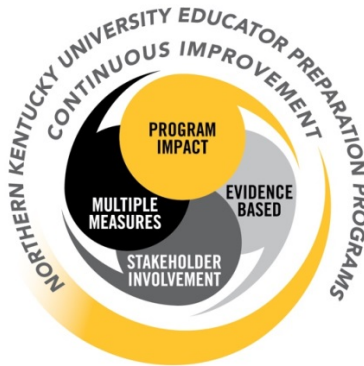 NORTHERN KENTUCKY UNIVERSITY EDUCATOR PREPARATION PROGRAMS
CONTINUOUS IMPROVEMENT
PROGRAM
IMPACT
MULTIPLE
MEASURES
EVIDENCE
BASED
STAKEHOLDER
INVOLVEMENT